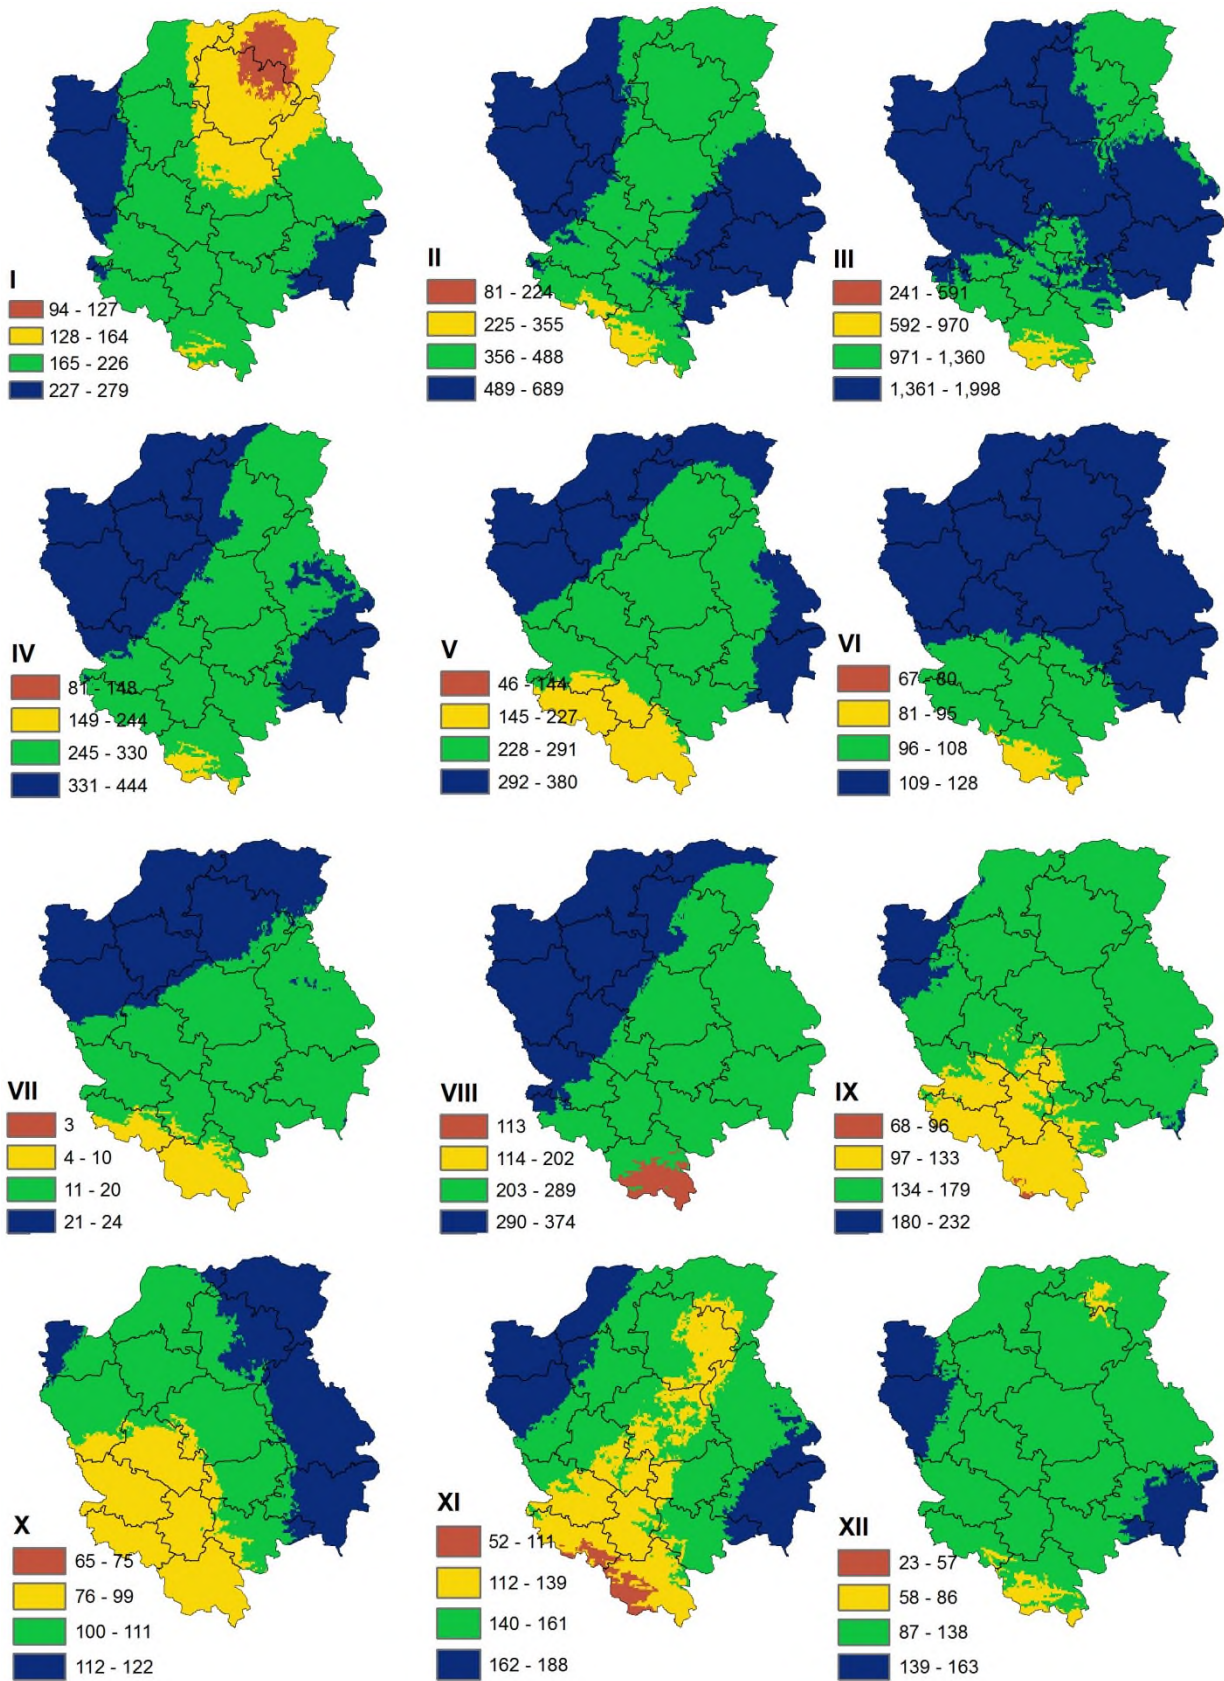 I
94 - 127
128 - 164
165 - 226
227 - 279
II
81 - 224
225 - 355
356 - 488
489 - 689
III
241 - 591
592 - 970
971 - 1,360
1,361 - 1,998
IV
81 - 148
149 - 244
245 - 330
331 - 444
V
46 - 144
145 - 227
228 - 291
292 - 380
VI
67 - 80
81 - 95
96 - 108
109 - 128
VII
3
4 - 10
11 - 20
21 - 24
VIII
113
114 - 202
203 - 289
290 - 374
IX
68 - 96
97 - 133
134 - 179
180 - 232
X
65 - 75
76 - 99
100 - 111
112 - 122
XI
52 - 111
112 - 139
140 - 161
162 - 188
XII
23 - 57
58 - 86
87 - 138
139 - 163